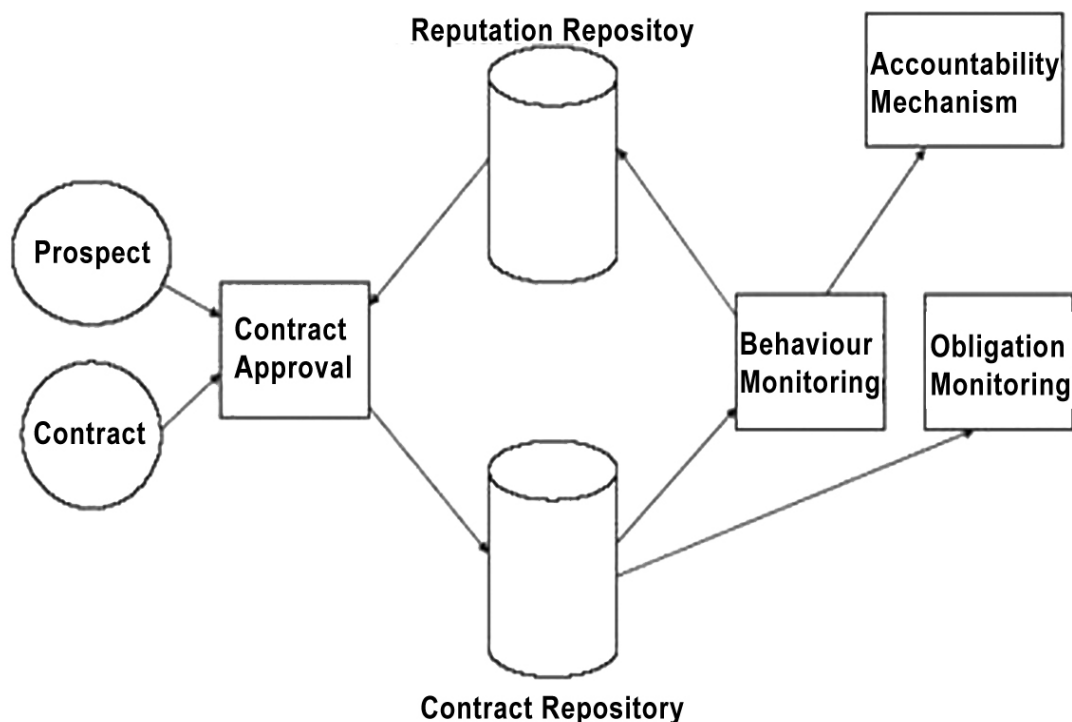 Reputation Repositoy
Accountability
Mechanism
Prospect
Contract
Approval
Contract
Behaviour
Monitoring
Obligation
Monitoring
Contract Repository